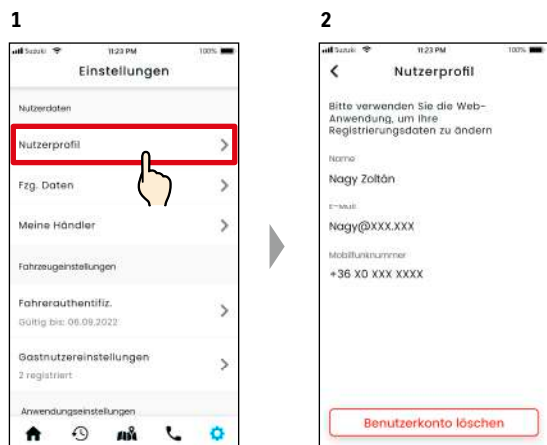 1
Suzuki 11:23 PM 100%
Einstellungen
Nutzerdaten
Nutzerprofil
Fzg. Daten
Meine Händler
Fahrzeugeinstellungen
Fahrerauthentifiz.
Gültig bis: 06.09.2022
Gastnutzereinstellungen
2 registriert
Anwendungseinstellungen
2
Suzuki 11:23 PM 100%
Nutzerprofil
Bitte verwenden Sie die Web-
Anwendung, um Ihre
Registrierungsdaten zu ändern
Name
Nagy Zoltán
E-Mail
Nagy@XXX.XXX
Mobilfunknummer
+36 X0 XXX XXXX
Benutzerkonto löschen